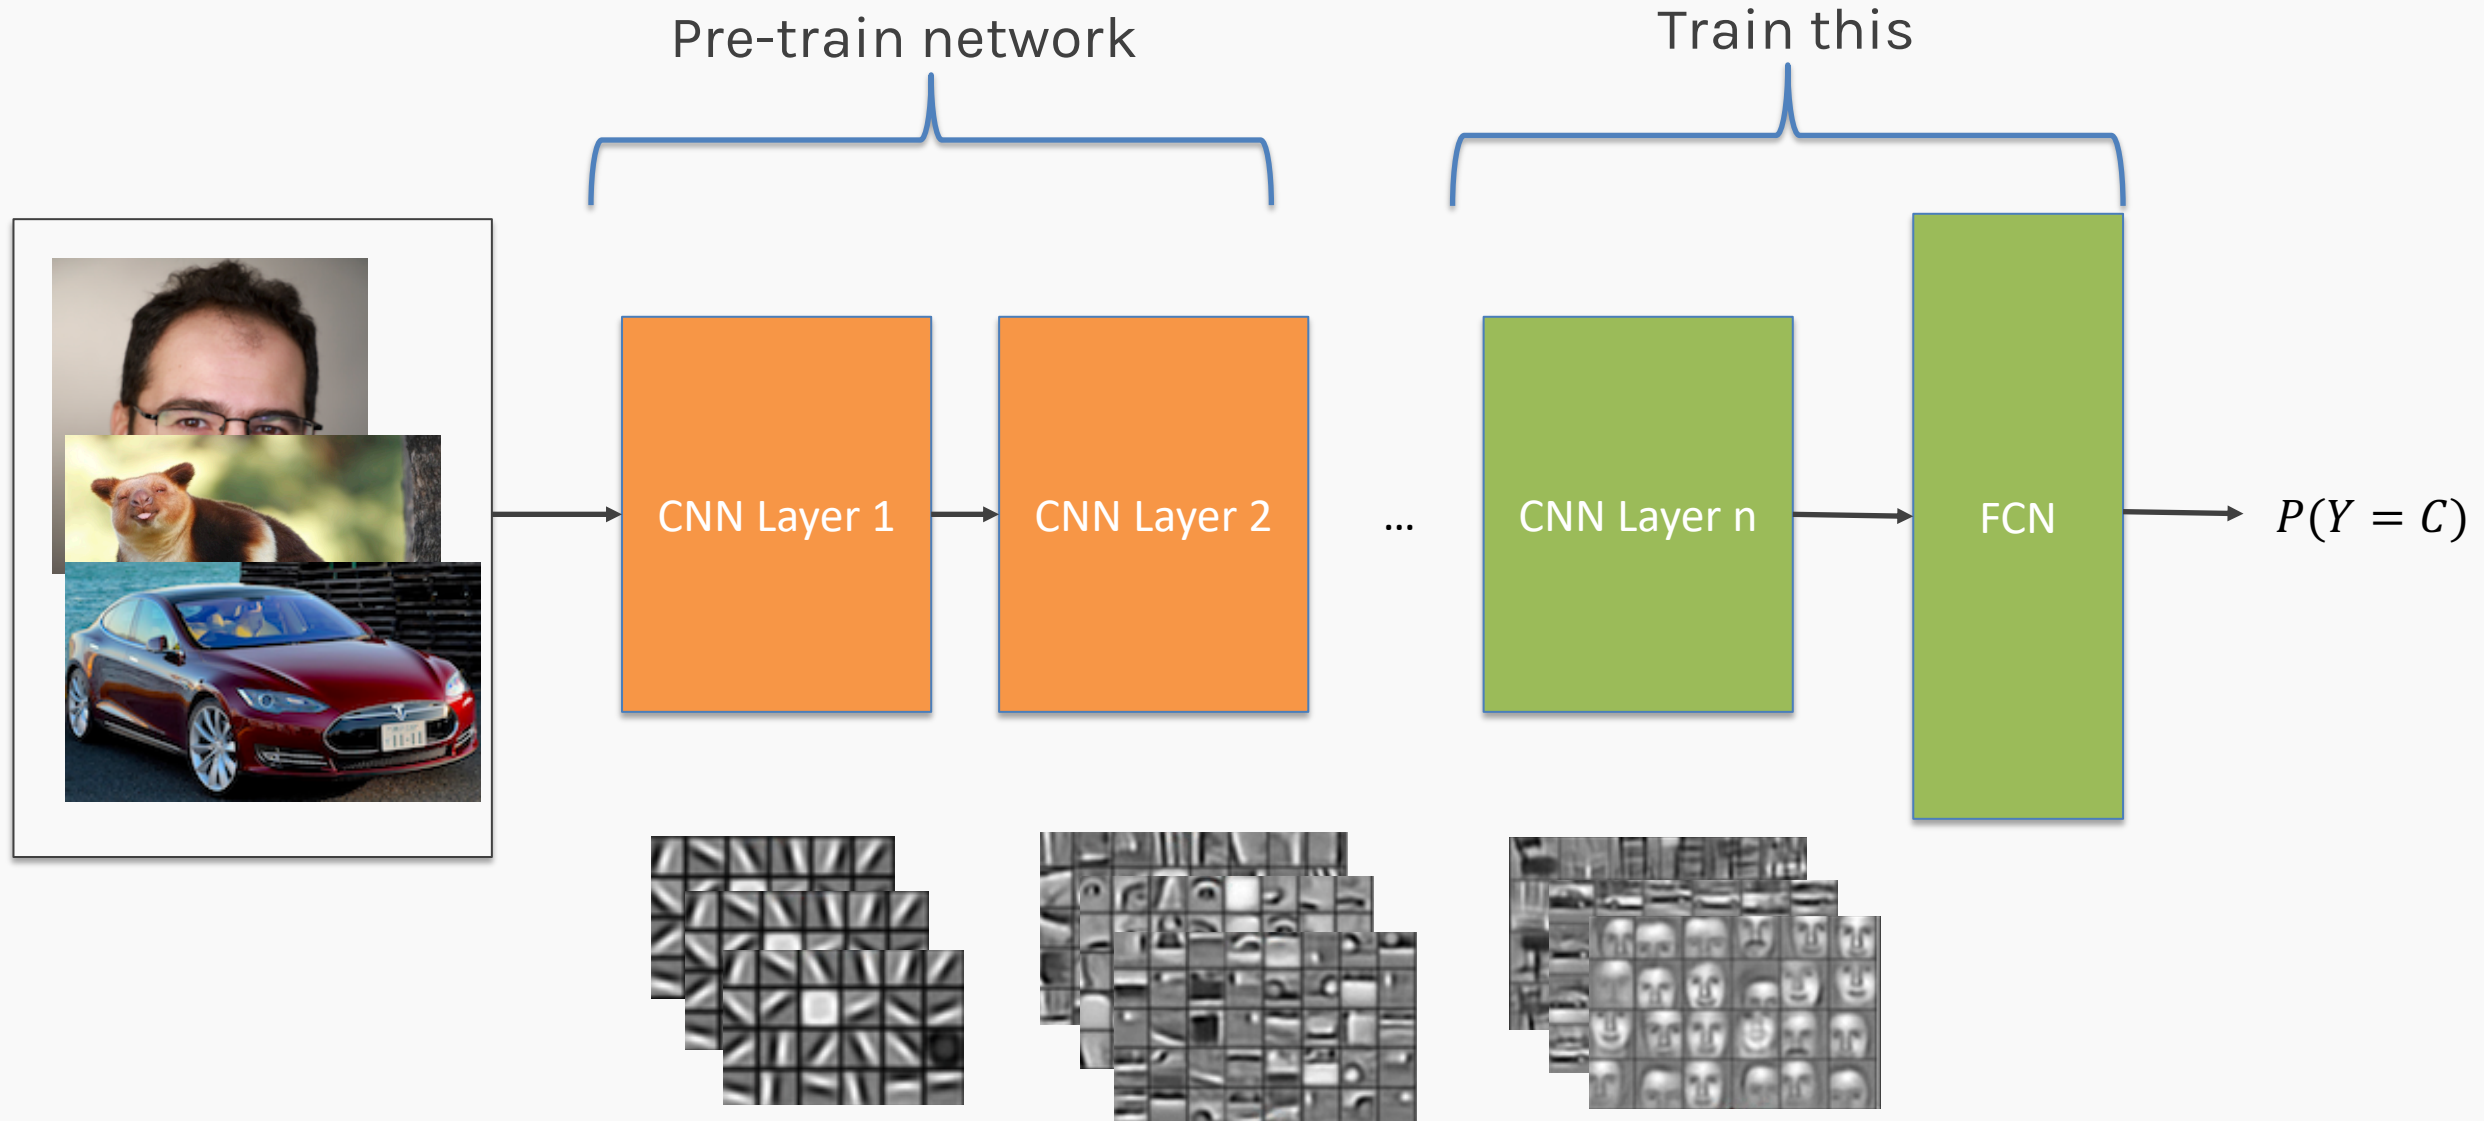 Pre-train network
Train this
CNN Layer 1
CNN Layer 2
...
CNN Layer n
FCN
P(Y = C)